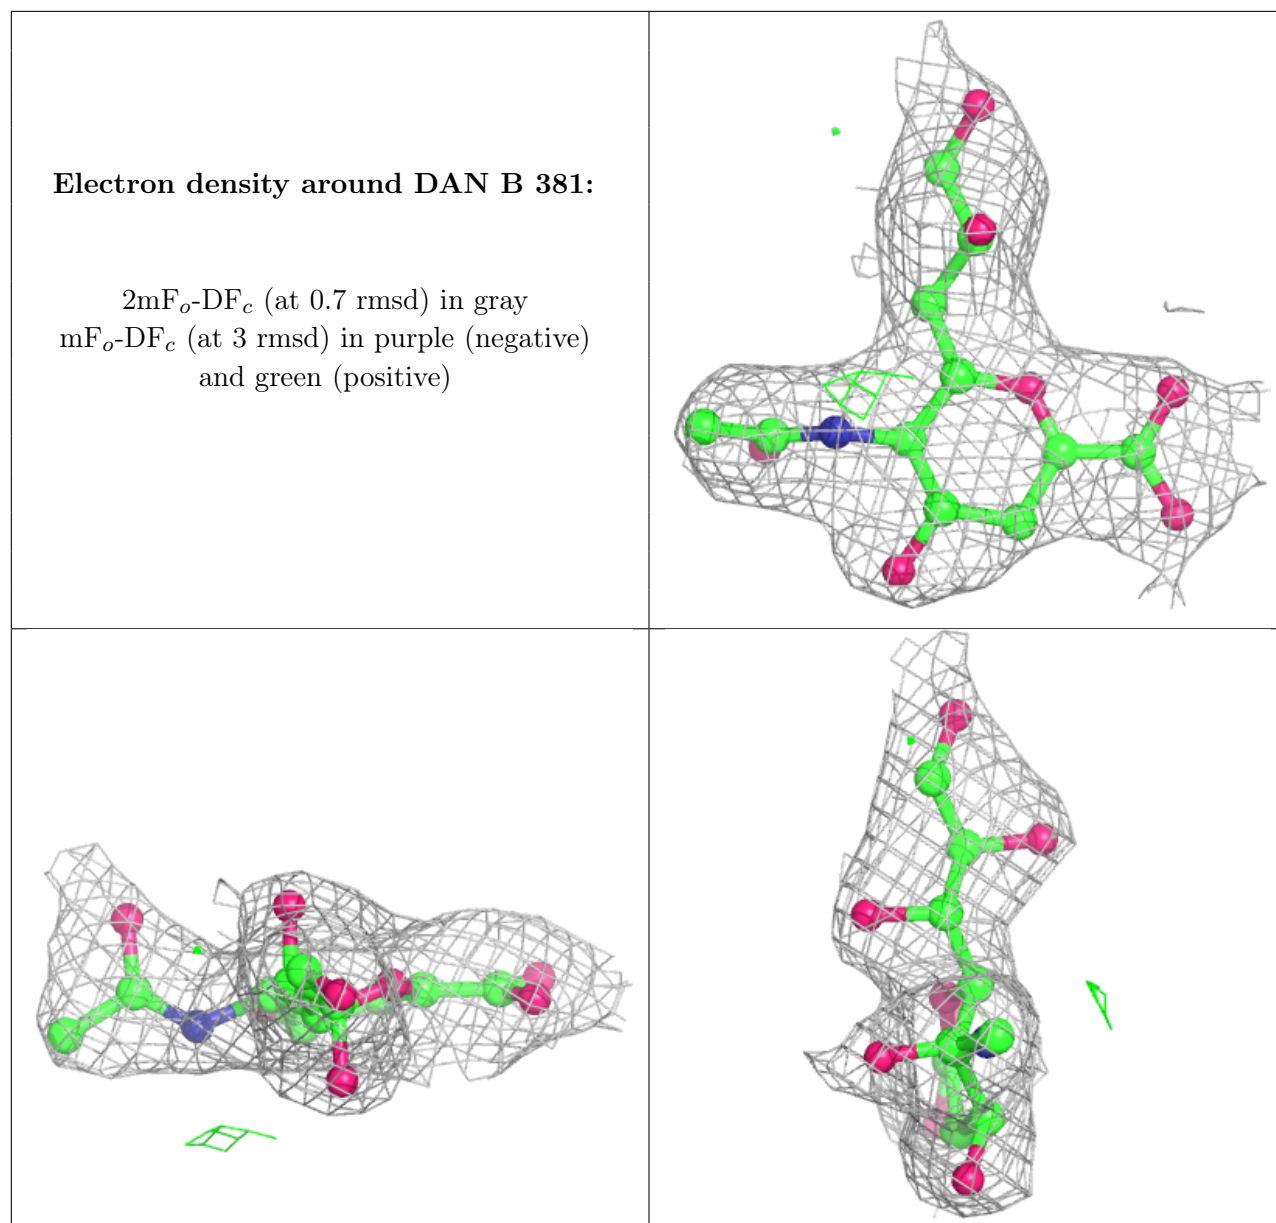 Electron density around DAN B 381:
2mFo-DFc (at 0.7 rmsd) in gray
mFo-DFc (at 3 rmsd) in purple (negative)
and green (positive)